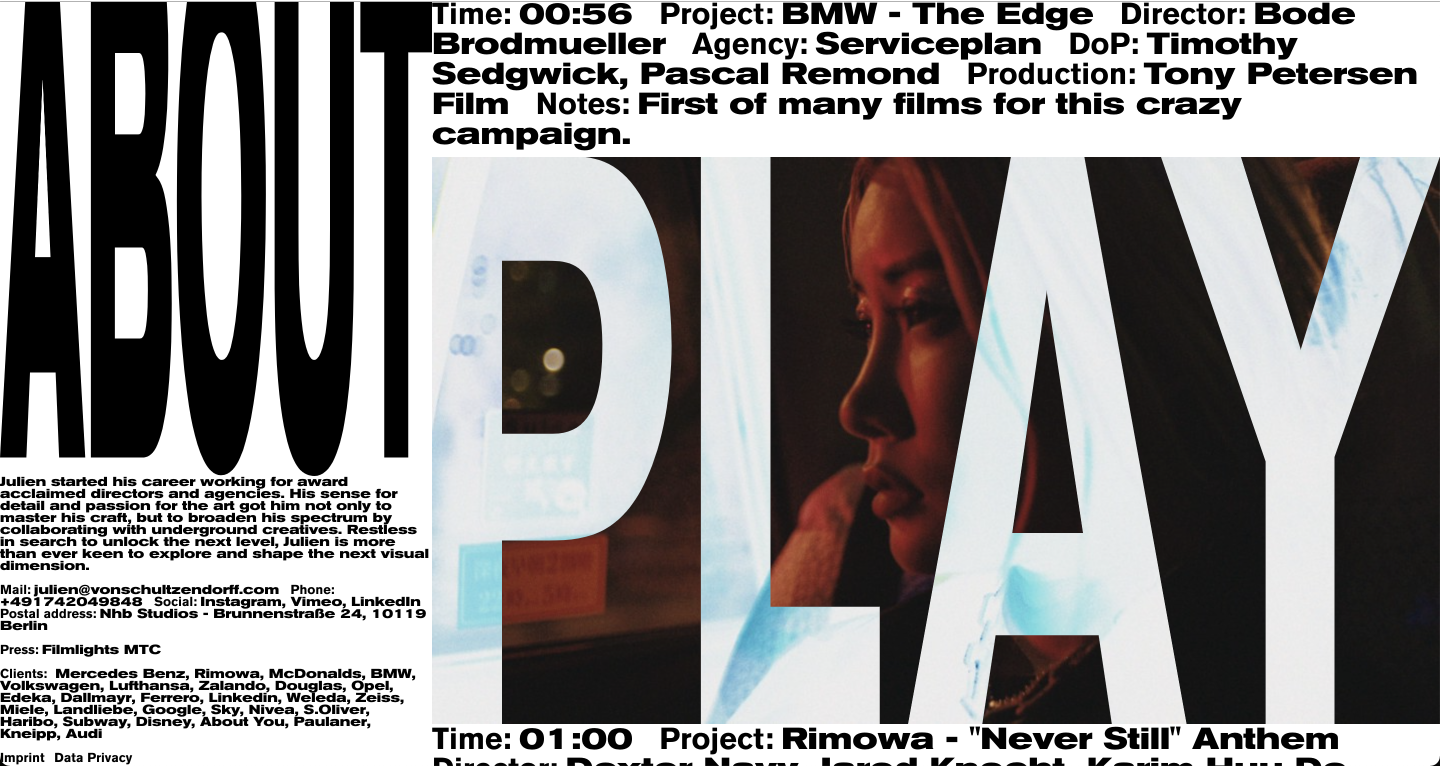 ABOUT
Julien started his career working for award
acclaimed directors and agencies. His sense for
detail and passion for the art got him not only to
master his craft, but to broaden his spectrum by
collaborating with underground creatives. Restless
in search to unlock the next level, Julien is more
than ever keen to explore and shape the next visual
dimension.
Mail: julien@vonschultzendorff.com Phone:
+491742049848 Social: Instagram, Vimeo, LinkedIn
Postal address: Nhb Studios - Brunnenstraße 24, 10119
Berlin
Press: Filmlights MTC
Clients: Mercedes Benz, Rimowa, McDonalds, BMW,
Volkswagen, Lufthansa, Zalando, Douglas, Opel,
Edeka, Dallmayr, Ferrero, Linkedin, Weleda, Zeiss,
Miele, Landliebe, Google, Sky, Nivea, S.Oliver,
Haribo, Subway, Disney, About You, Paulaner,
Kneipp, Audi
Imprint Data Privacy
Time: 00:56 Project: BMW - The Edge Director: Bode
Brodmueller Agency: Serviceplan DoP: Timothy
Sedgwick, Pascal Remond Production: Tony Petersen
Film Notes: First of many films for this crazy
campaign.
PLAY
Time: 01:00 Project: Rimowa - "Never Still" Anthem
Director: Dexter Navy, Jared Knecht, Karim Huu Do